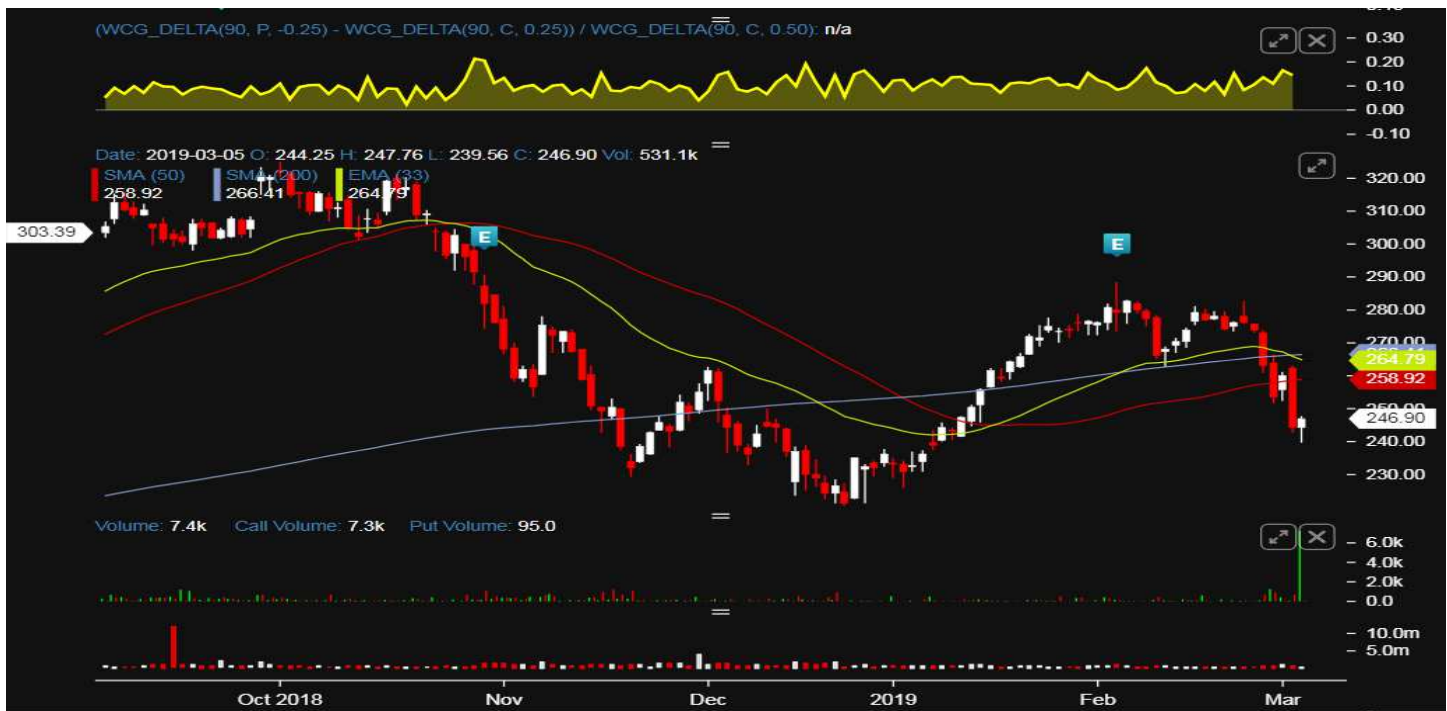 (WCG_DELTA(90, P, -0.25) - WCG_DELTA(90, C, 0.25)) / WCG_DELTA(90, C, 0.50): n/a
0.30
0.20
0.10
0.00
-0.10
Date: 2019-03-05 O: 244.25 H: 247.76 L: 239.56 C: 246.90 Vol: 531.1k
SMA (50) SMA (200) EMA (33)
258.92 266.41 264.79
320.00
310.00
303.39
300.00
E
E
290.00
280.00
270.00
264.79
258.92
250.00
246.90
240.00
230.00
Volume: 7.4k Call Volume: 7.3k Put Volume: 95.0
6.0k
4.0k
2.0k
0.0
10.0m
5.0m
Oct 2018 Nov Dec 2019 Feb Mar